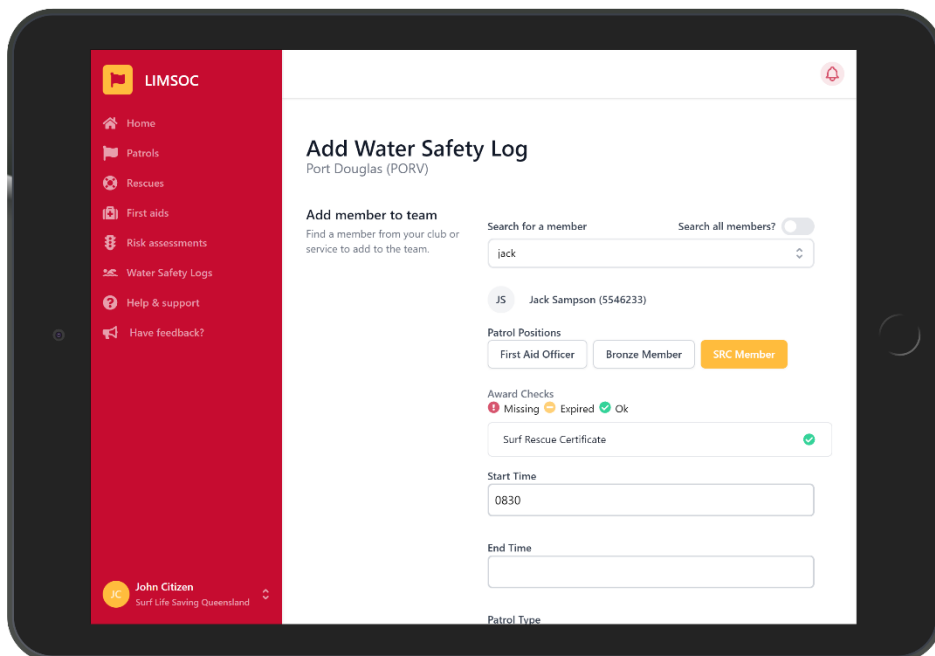 LIMSOC
Home
Patrols
Rescues
First aids
Risk assessments
Water Safety Logs
Help & support
Have feedback?
JC
John Citizen
Surf Life Saving Queensland
Add Water Safety Log
Port Douglas (PORV)
Add member to team
Find a member from your club or
service to add to the team.
Search for a member Search all members?
jack
JS Jack Sampson (5546233)
Patrol Positions
First Aid Officer Bronze Member SRC Member
Award Checks
Missing Expired Ok
Surf Rescue Certificate
Start Time
0830
End Time
Patrol Type